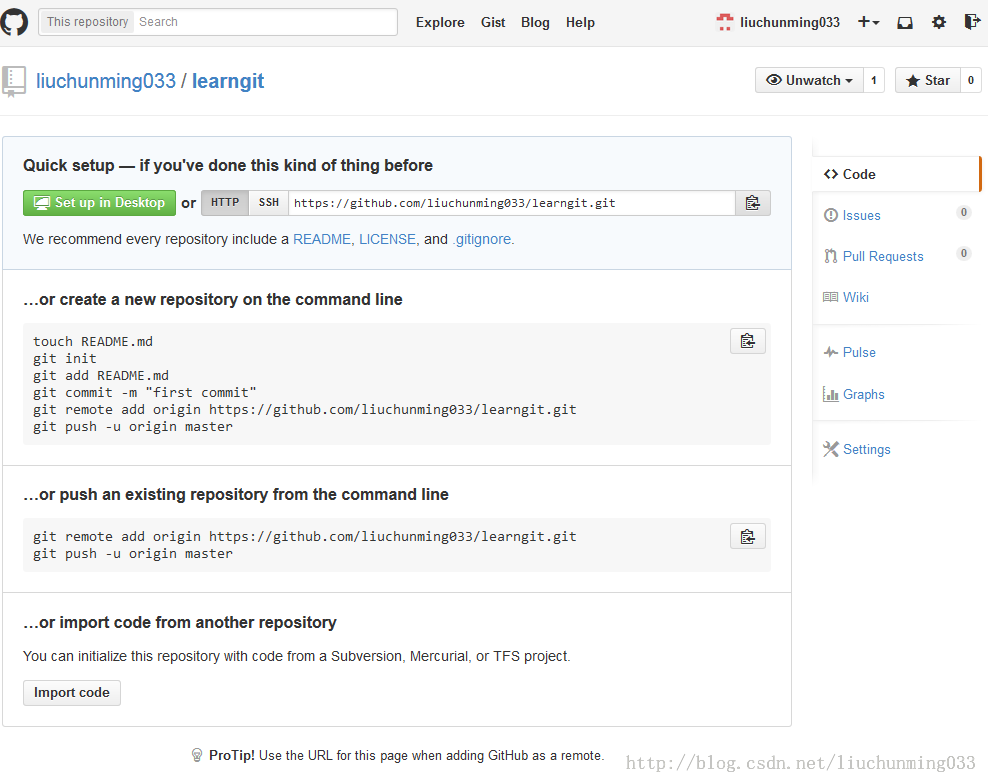 This repository Search Explore Gist Blog Help liuchunming033
liuchunming033 / learngit Unwatch 1 Star 0
Quick setup — if you've done this kind of thing before
Set up in Desktop or HTTP SSH https://github.com/liuchunming033/learngit.git
We recommend every repository include a README, LICENSE, and .gitignore.
…or create a new repository on the command line
touch README.md
git init
git add README.md
git commit -m "first commit"
git remote add origin https://github.com/liuchunming033/learngit.git
git push -u origin master
…or push an existing repository from the command line
git remote add origin https://github.com/liuchunming033/learngit.git
git push -u origin master
…or import code from another repository
You can initialize this repository with code from a Subversion, Mercurial, or TFS project.
Import code
Code
Issues 0
Pull Requests 0
Wiki
Pulse
Graphs
Settings
ProTip! Use the URL for this page when adding GitHub as a remote.
http://blog.csdn.net/liuchunming033